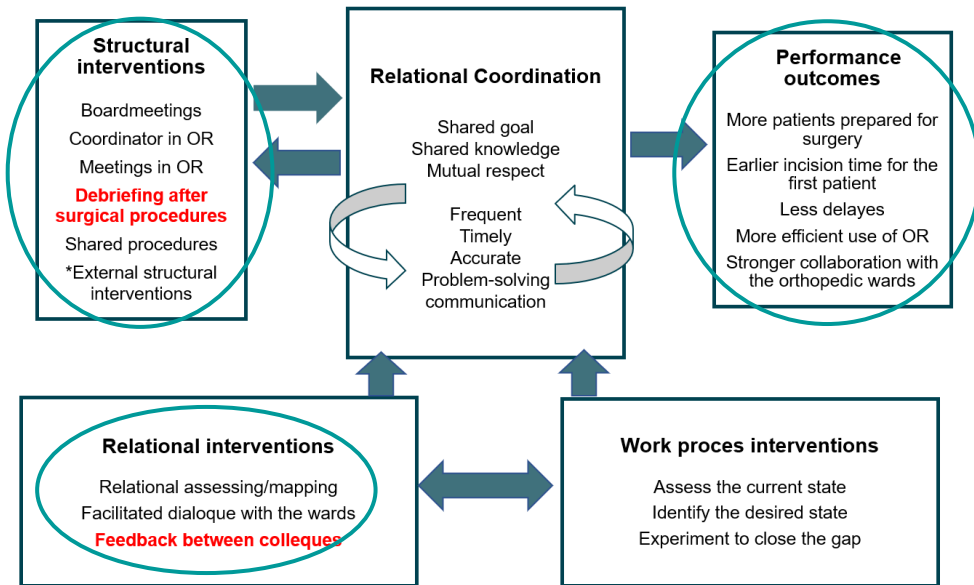 Structural
interventions
Boardmeetings
Coordinator in OR
Meetings in OR
Debriefing after
surgical procedures
Shared procedures
*External structural
interventions
Relational Coordination
Shared goal
Shared knowledge
Mutual respect
Frequent
Timely
Accurate
Problem-solving
communication
Performance
outcomes
More patients prepared for
surgery
Earlier incision time for the
first patient
Less delayes
More efficient use of OR
Stronger collaboration with
the orthopedic wards
Relational interventions
Relational assessing/mapping
Facilitated dialoque with the wards
Feedback between colleques
Work proces interventions
Assess the current state
Identify the desired state
Experiment to close the gap